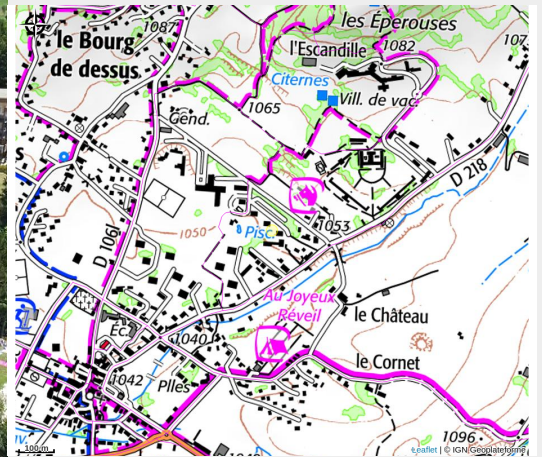 les Éperouses
1087
le Bourg
de dessus
l'Escandille
1082
107
Citernes
Vill. de vac.
1065
Gend.
s
D 218
1053
1050
Pisc.
D 106
Au Joyeux
Réveil
le Château
Éc.
1040
le Cornet
1042
Plles
1096
100 m
Leaflet | © IGN Geoplateforme